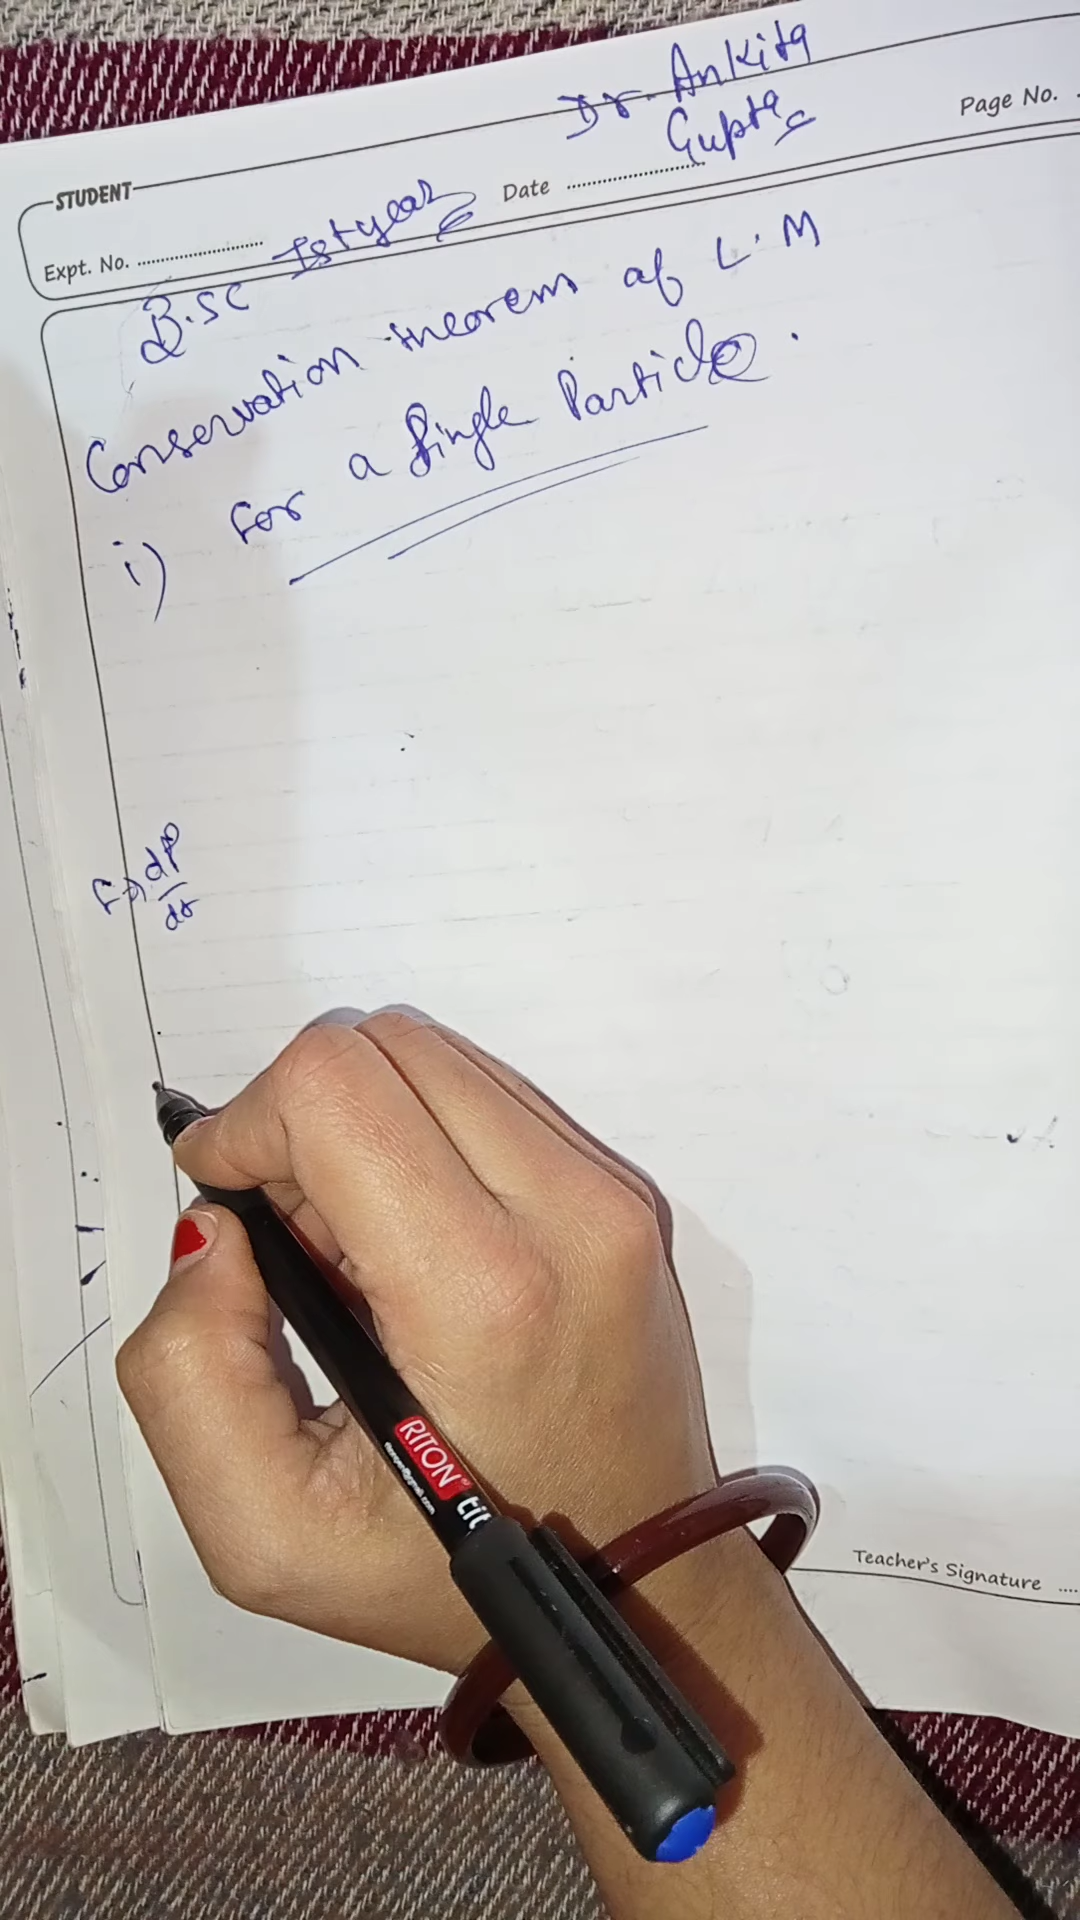 Dr. Ankita
Gupta
Page No.
STUDENT
Date
Ist year
Expt. No.
B.SC
Conservation theorem of L.M
i) For a Single Particle.
F = dP/dt
RITON
tit
Teacher's Signature